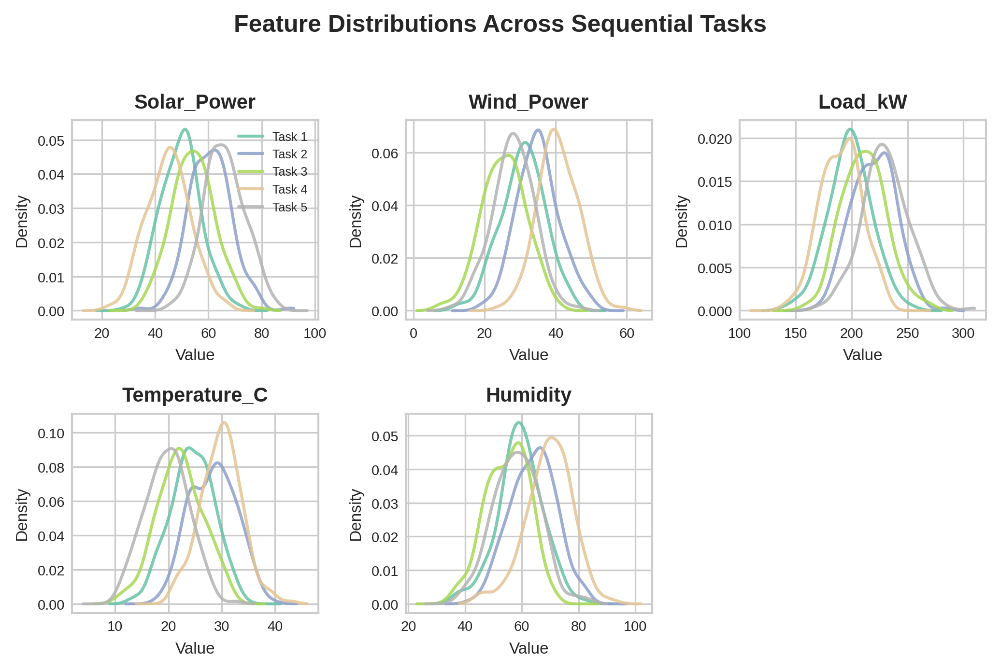 Feature Distributions Across Sequential Tasks
Solar_Power
Wind_Power
Load_kW
Density
0.05
0.04
0.03
0.02
0.01
0.00
20 40 60 80 100
Value
Task 1
Task 2
Task 3
Task 4
Task 5
Density
0.06
0.04
0.02
0.00
0 20 40 60
Value
Density
0.020
0.015
0.010
0.005
0.000
100 150 200 250 300
Value
Temperature_C
Density
0.10
0.08
0.06
0.04
0.02
0.00
10 20 30 40
Value
Humidity
Density
0.05
0.04
0.03
0.02
0.01
0.00
20 40 60 80 100
Value